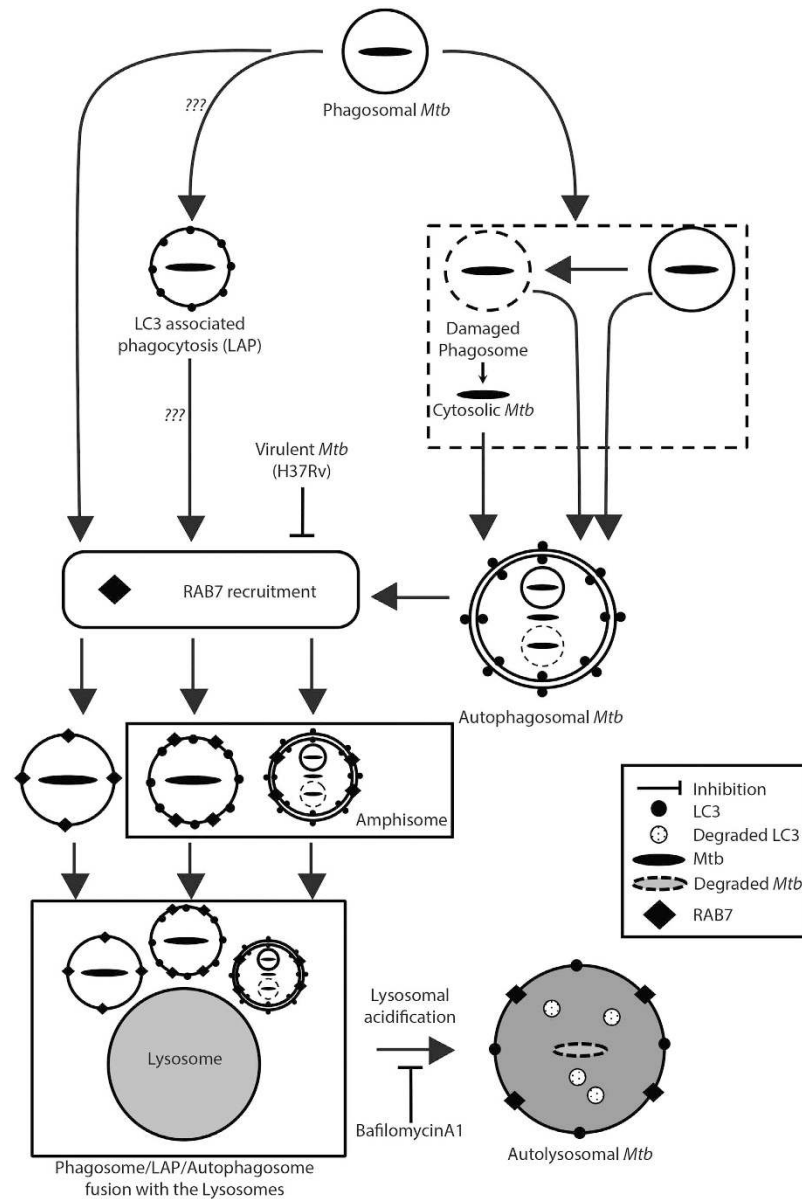 Phagosomal Mtb
???
LC3 associated
phagocytosis (LAP)
Damaged
Phagosome
Cytosolic Mtb
???
Virulent Mtb
(H37Rv)
RAB7 recruitment
Autophagosomal Mtb
Amphisome
Inhibition
LC3
Degraded LC3
Mtb
Degraded Mtb
RAB7
Lysosome
Lysosomal
acidification
BafilomycinA1
Autolysosomal Mtb
Phagosome/LAP/Autophagosome
fusion with the Lysosomes